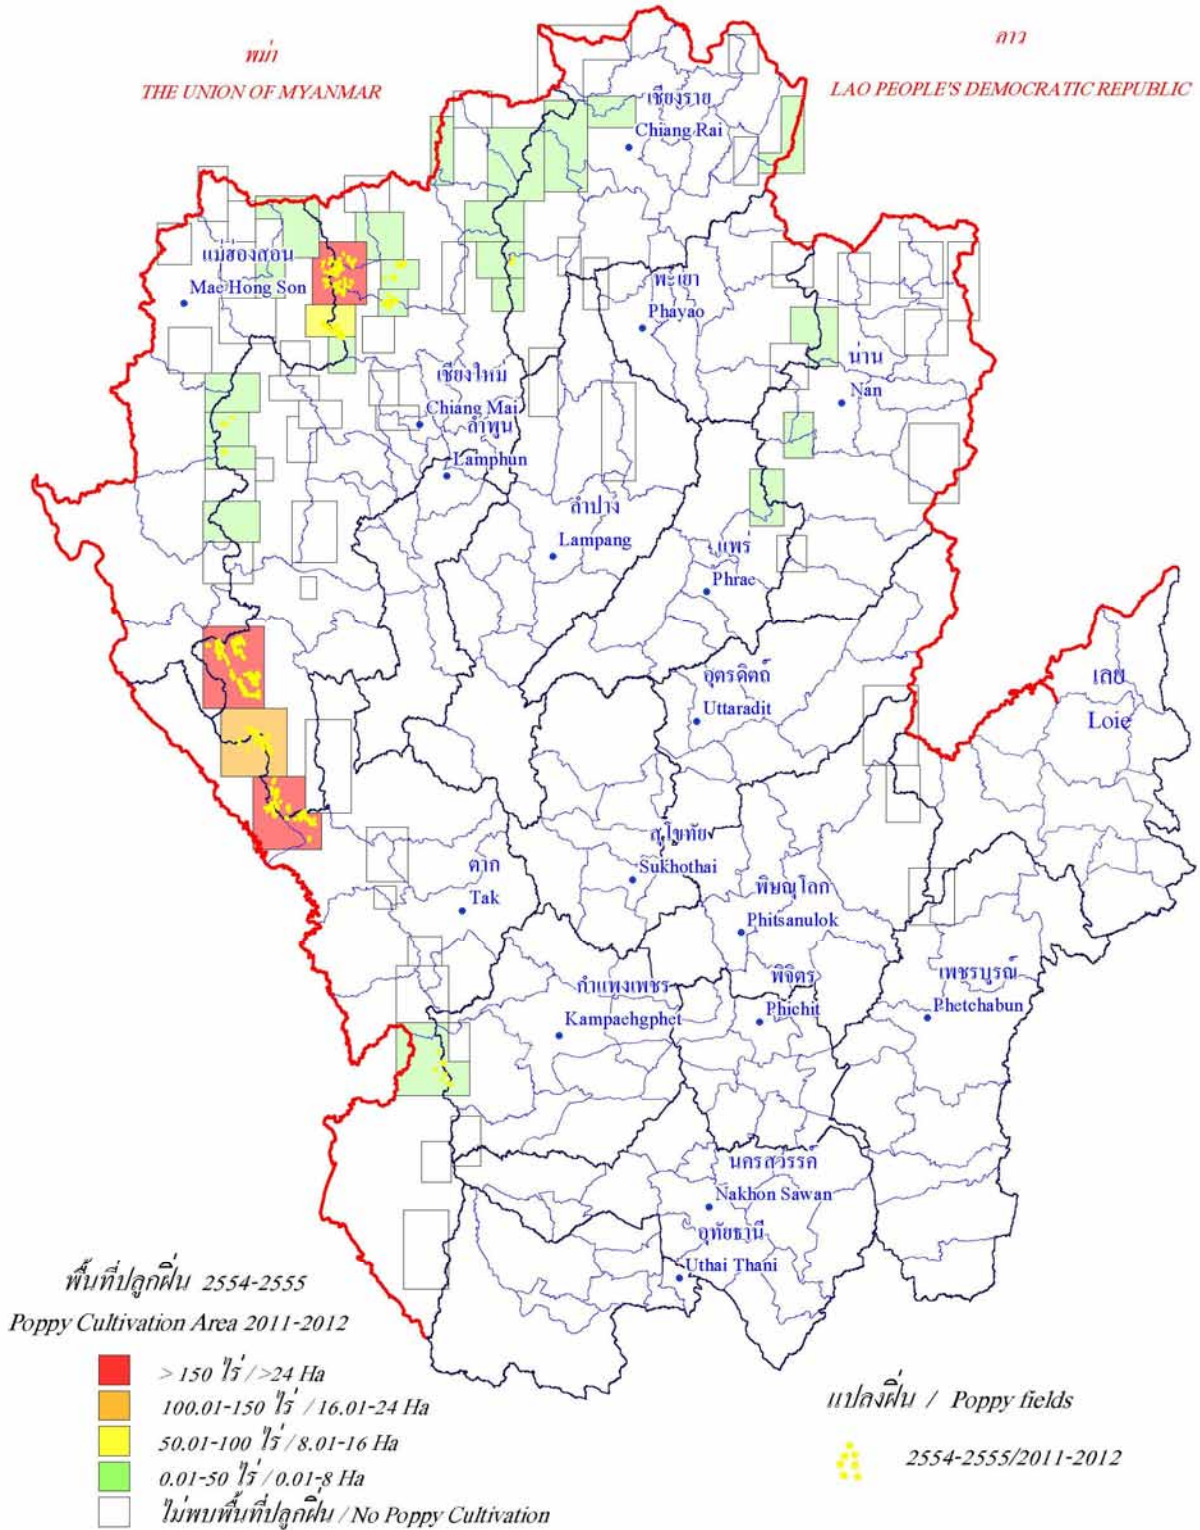 พม่า
THE UNION OF MYANMAR
ลาว
LAO PEOPLE'S DEMOCRATIC REPUBLIC
เชียงราย
Chiang Rai
แม่ฮ่องสอน
Mae Hong Son
พะเยา
Phayao
น่าน
Nan
เชียงใหม่
Chiang Mai
ลำพูน
Lamphun
ลำปาง
Lampang
แพร่
Phrae
อุตรดิตถ์
Uttaradit
เลย
Loie
สุโขทัย
Sukhothai
ตาก
Tak
พิษณุโลก
Phitsanulok
กำแพงเพชร
Kampaehgphet
พิจิตร
Phichit
เพชรบูรณ์
Phetchabun
นครสวรรค์
Nakhon Sawan
อุทัยธานี
Uthai Thani
พื้นที่ปลูกฝิ่น 2554-2555
Poppy Cultivation Area 2011-2012
> 150 ไร่ / >24 Ha
100.01-150 ไร่ / 16.01-24 Ha
50.01-100 ไร่ / 8.01-16 Ha
0.01-50 ไร่ / 0.01-8 Ha
ไม่พบพื้นที่ปลูกฝิ่น / No Poppy Cultivation
แปลงฝิ่น / Poppy fields
2554-2555/2011-2012